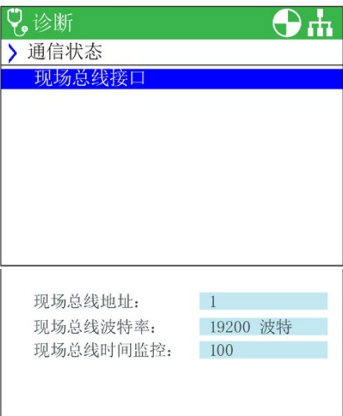 诊断
通信状态
现场总线接口
现场总线地址: 1
现场总线波特率: 19200 波特
现场总线时间监控: 100